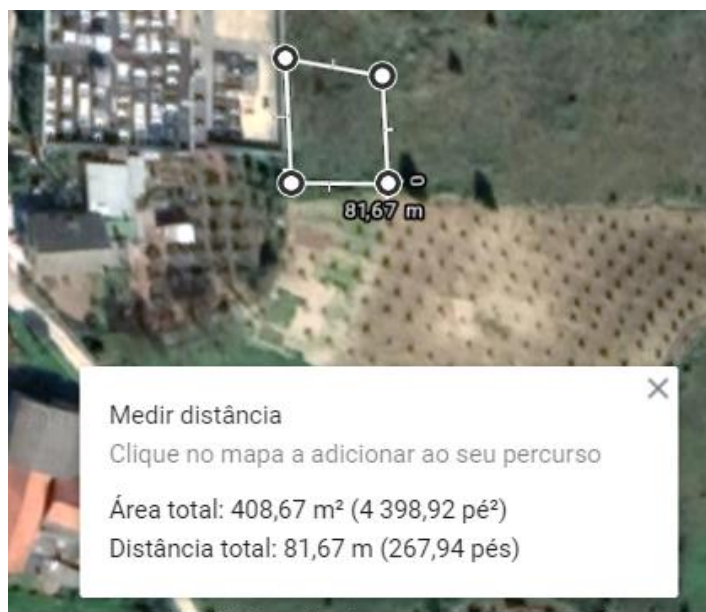 0
81,67 m
Medir distância
Clique no mapa a adicionar ao seu percurso
Área total: 408,67 m² (4 398,92 pé²)
Distância total: 81,67 m (267,94 pés)